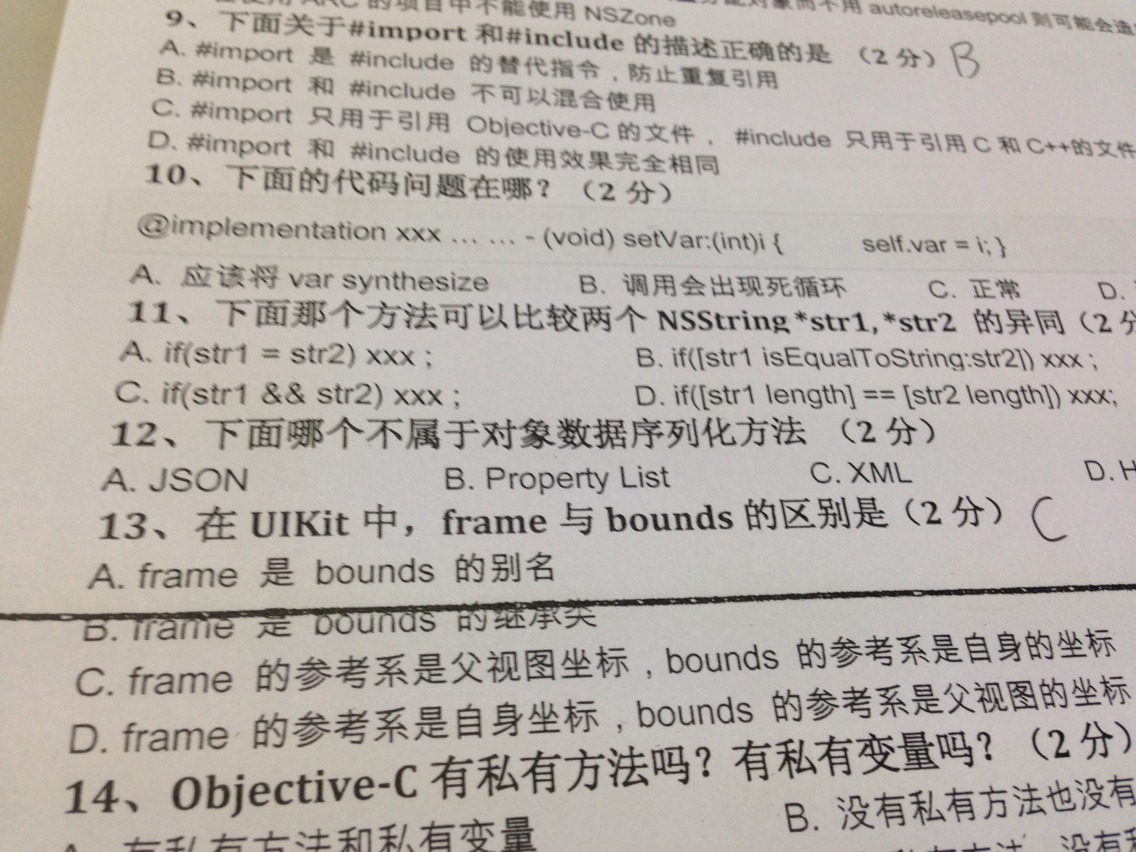 的项目中不能使用 NSZone
而不用 autoreleasepool 则可能会造
9、下面关于#import 和#include 的描述正确的是 （2 分） B
A. #import 是 #include 的替代指令，防止重复引用
B. #import 和 #include 不可以混合使用
C. #import 只用于引用 Objective-C 的文件， #include 只用于引用 C 和 C++的文件
D. #import 和 #include 的使用效果完全相同
10、下面的代码问题在哪？（2 分）
@implementation xxx ... ... - (void) setVar:(int)i { self.var = i; }
A. 应该将 var synthesize B. 调用会出现死循环 C. 正常 D.
11、下面那个方法可以比较两个 NSString *str1, *str2 的异同（2 分
A. if(str1 = str2) xxx ; B. if([str1 isEqualToString:str2]) xxx ;
C. if(str1 && str2) xxx ; D. if([str1 length] == [str2 length]) xxx;
12、下面哪个不属于对象数据序列化方法 （2 分）
A. JSON B. Property List C. XML D. H
13、在 UIKit 中，frame 与 bounds 的区别是（2 分） C
A. frame 是 bounds 的别名
B. frame 是 bounds 的继承类
C. frame 的参考系是父视图坐标，bounds 的参考系是自身的坐标
D. frame 的参考系是自身坐标，bounds 的参考系是父视图的坐标
14、Objective-C 有私有方法吗？有私有变量吗？（2 分）
A. 有私有方法和私有变量 B. 没有私有方法也没有